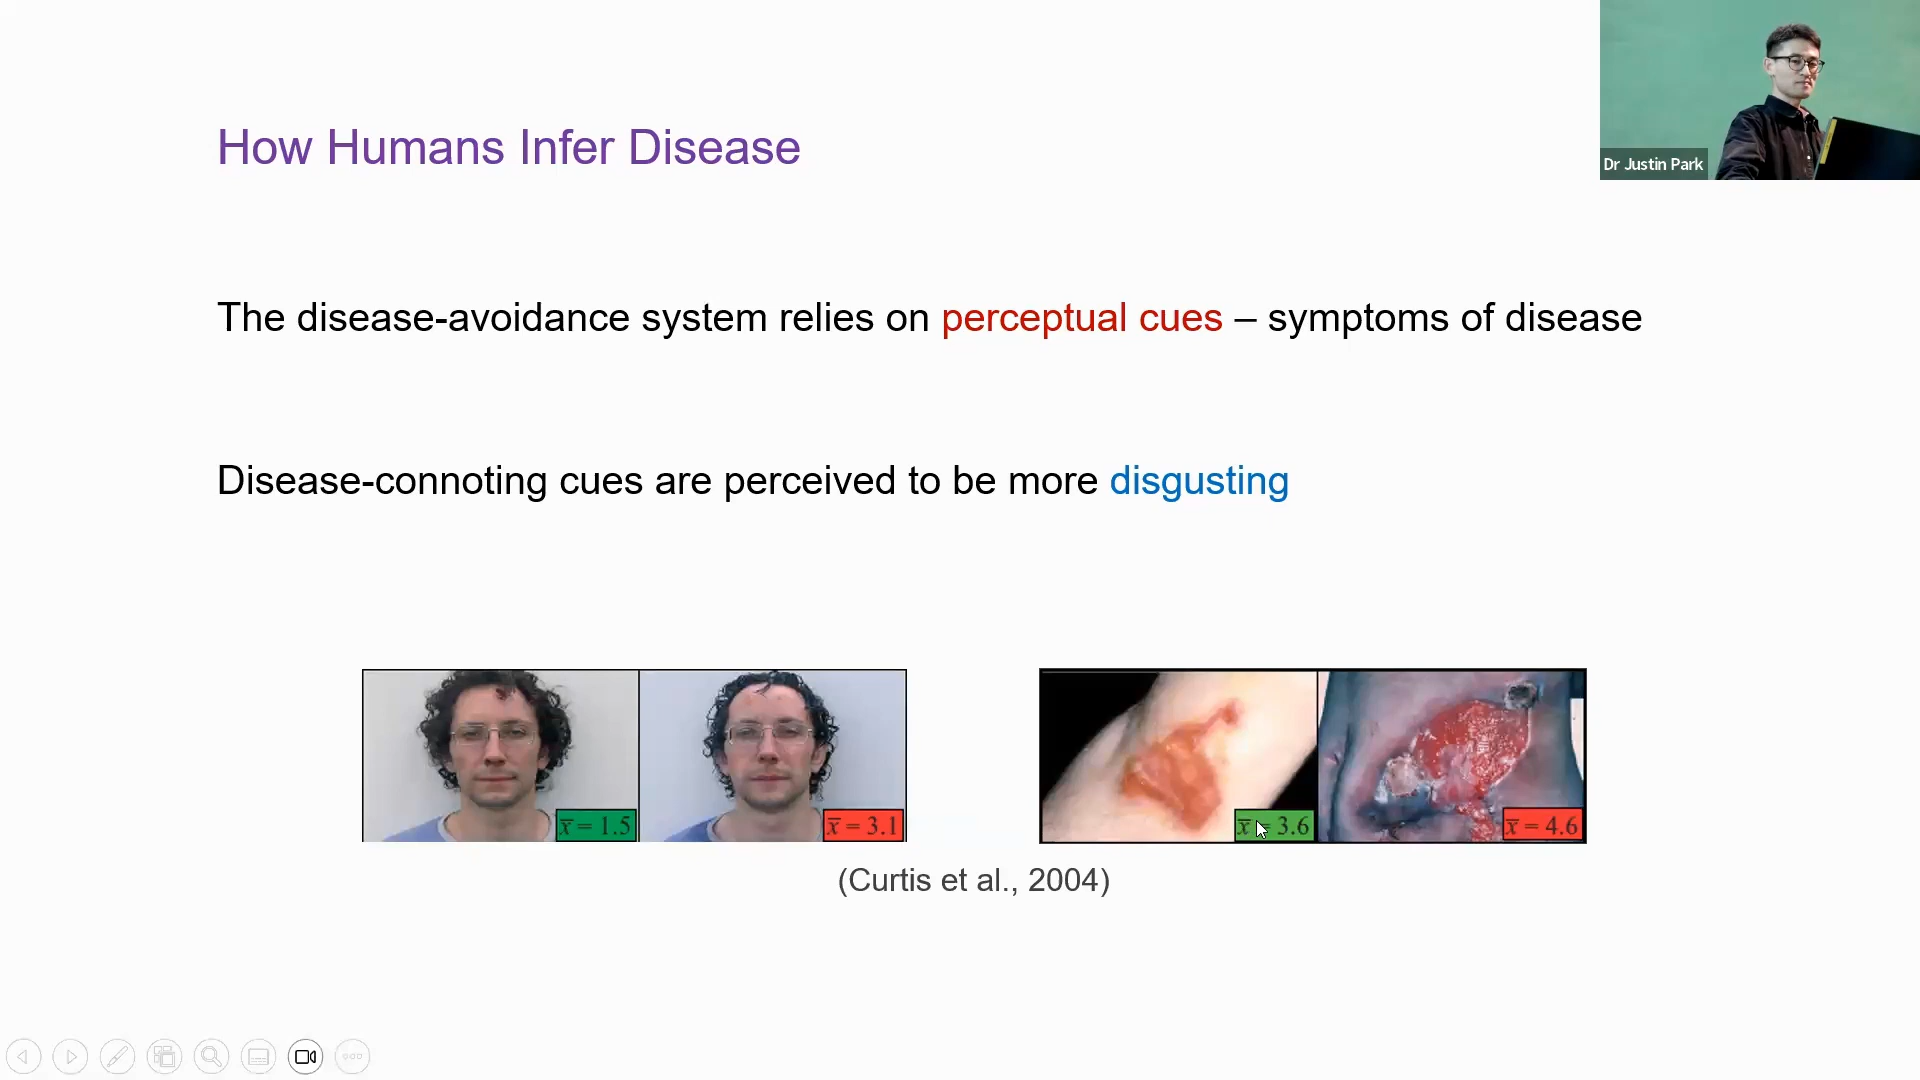 Dr Justin Park
How Humans Infer Disease
The disease-avoidance system relies on perceptual cues – symptoms of disease
Disease-connoting cues are perceived to be more disgusting
x̅ = 1.5
x̅ = 3.1
x̅ = 3.6
x̅ = 4.6
(Curtis et al., 2004)